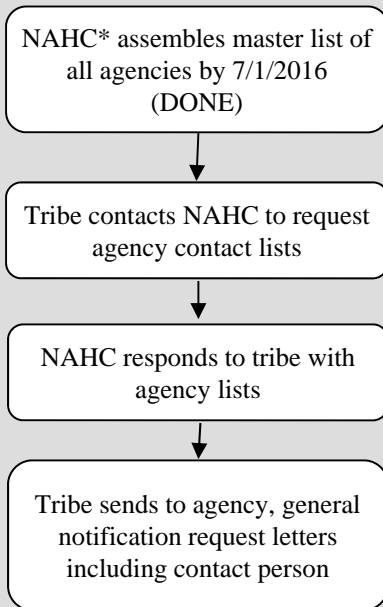 NAHC* assembles master list of
all agencies by 7/1/2016
(DONE)
Tribe contacts NAHC to request
agency contact lists
NAHC responds to tribe with
agency lists
Tribe sends to agency, general
notification request letters
including contact person